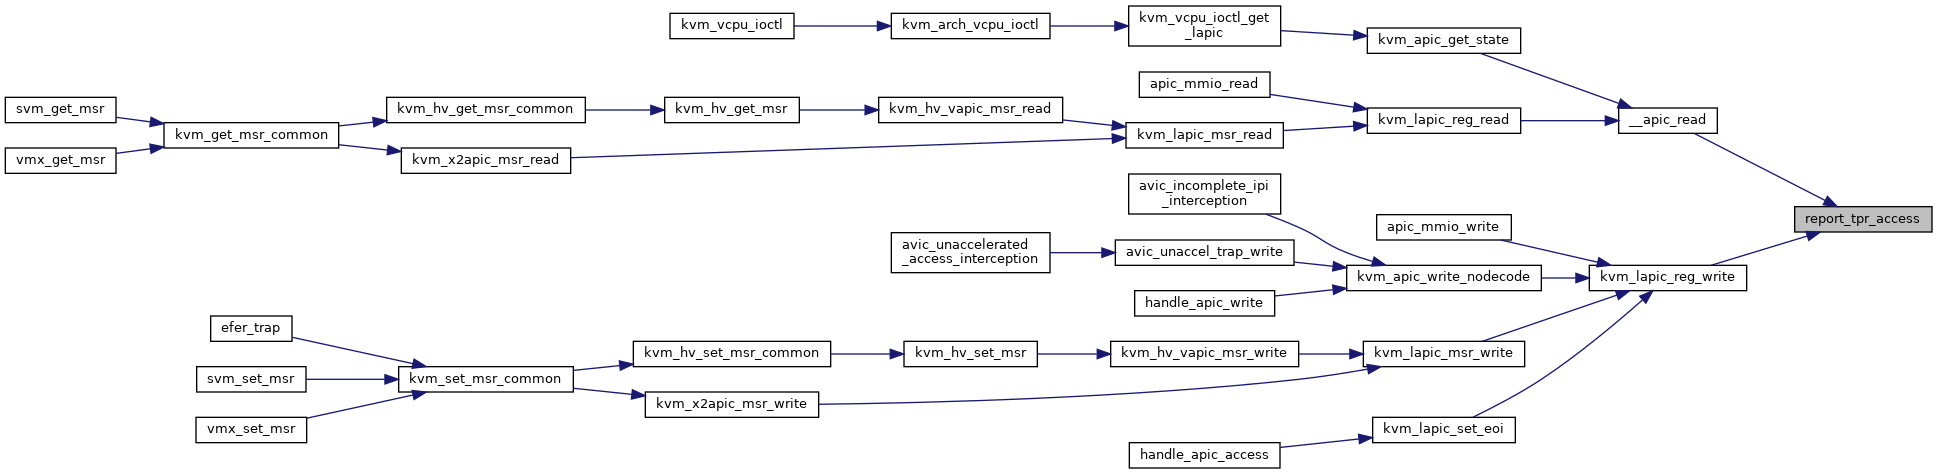 kvm_vcpu_ioctl
kvm_arch_vcpu_ioctl
kvm_vcpu_ioctl_get
_lapic
kvm_apic_get_state
apic_mmio_read
svm_get_msr
kvm_hv_get_msr_common
kvm_hv_get_msr
kvm_hv_vapic_msr_read
kvm_lapic_reg_read
__apic_read
kvm_get_msr_common
kvm_lapic_msr_read
vmx_get_msr
kvm_x2apic_msr_read
avic_incomplete_ipi
_interception
report_tpr_access
apic_mmio_write
avic_unaccelerated
_access_interception
avic_unaccel_trap_write
kvm_apic_write_nodecode
kvm_lapic_reg_write
handle_apic_write
efer_trap
kvm_hv_set_msr_common
kvm_hv_set_msr
kvm_hv_vapic_msr_write
kvm_lapic_msr_write
svm_set_msr
kvm_set_msr_common
kvm_x2apic_msr_write
vmx_set_msr
kvm_lapic_set_eoi
handle_apic_access